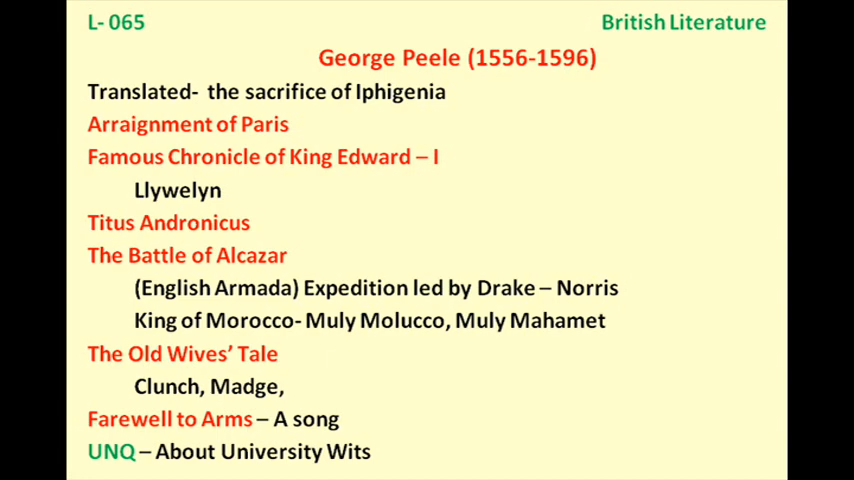 L- 065 British Literature
George Peele (1556-1596)
Translated- the sacrifice of Iphigenia
Arraignment of Paris
Famous Chronicle of King Edward – I
Llywelyn
Titus Andronicus
The Battle of Alcazar
(English Armada) Expedition led by Drake – Norris
King of Morocco- Muly Molucco, Muly Mahamet
The Old Wives’ Tale
Clunch, Madge,
Farewell to Arms – A song
UNQ – About University Wits